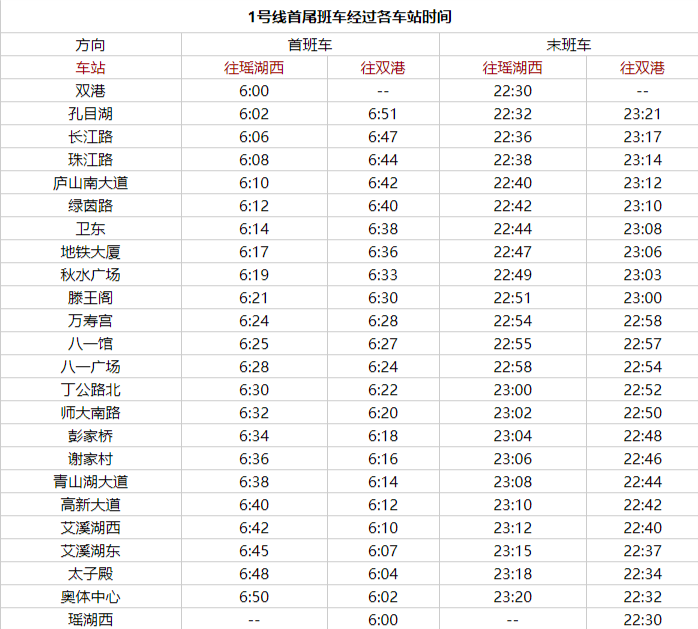 1号线首尾班车经过各车站时间
方向 首班车 末班车
车站 往瑶湖西 往双港 往瑶湖西 往双港
双港 6:00 -- 22:30 --
孔目湖 6:02 6:51 22:32 23:21
长江路 6:06 6:47 22:36 23:17
珠江路 6:08 6:44 22:38 23:14
庐山南大道 6:10 6:42 22:40 23:12
绿茵路 6:12 6:40 22:42 23:10
卫东 6:14 6:38 22:44 23:08
地铁大厦 6:17 6:36 22:47 23:06
秋水广场 6:19 6:33 22:49 23:03
滕王阁 6:21 6:30 22:51 23:00
万寿宫 6:24 6:28 22:54 22:58
八一馆 6:25 6:27 22:55 22:57
八一广场 6:28 6:24 22:58 22:54
丁公路北 6:30 6:22 23:00 22:52
师大南路 6:32 6:20 23:02 22:50
彭家桥 6:34 6:18 23:04 22:48
谢家村 6:36 6:16 23:06 22:46
青山湖大道 6:38 6:14 23:08 22:44
高新大道 6:40 6:12 23:10 22:42
艾溪湖西 6:42 6:10 23:12 22:40
艾溪湖东 6:45 6:07 23:15 22:37
太子殿 6:48 6:04 23:18 22:34
奥体中心 6:50 6:02 23:20 22:32
瑶湖西 -- 6:00 -- 22:30